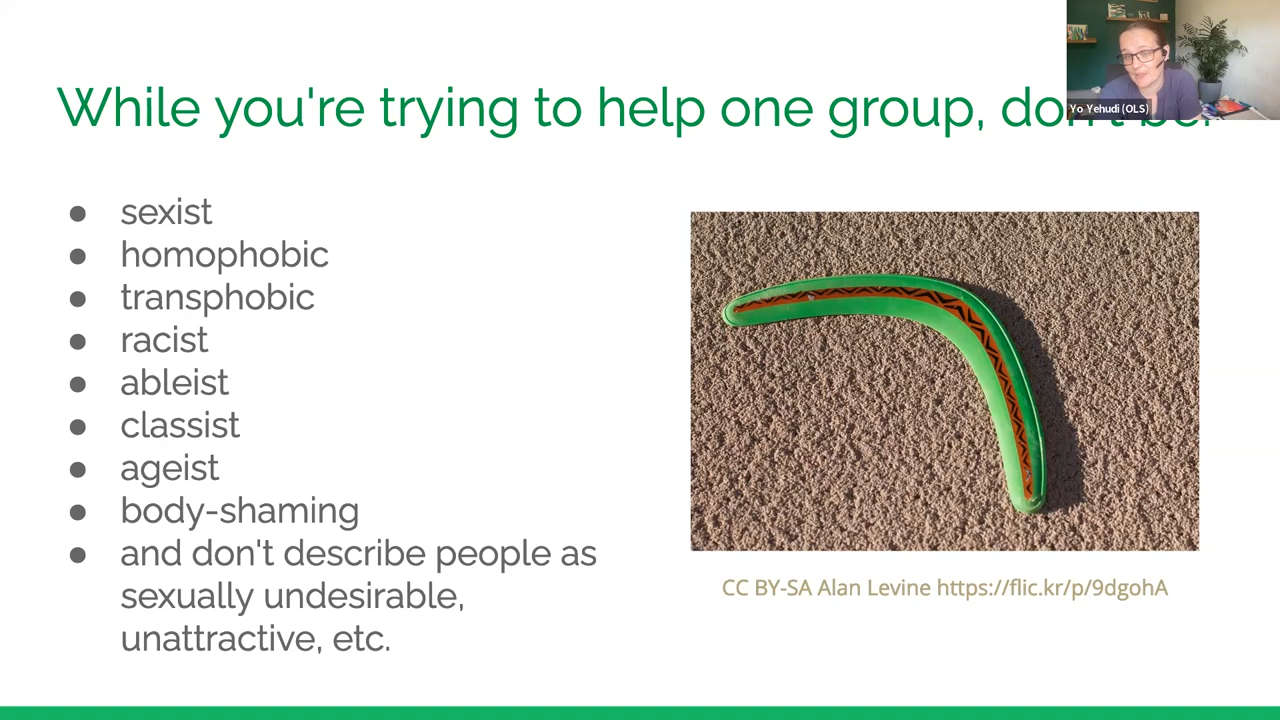 While you're trying to help one group, don't be:
Yo Yehudi (OLS)
sexist
homophobic
transphobic
racist
ableist
classist
ageist
body-shaming
and don't describe people as
sexually undesirable,
unattractive, etc.
CC BY-SA Alan Levine https://flic.kr/p/9dgohA